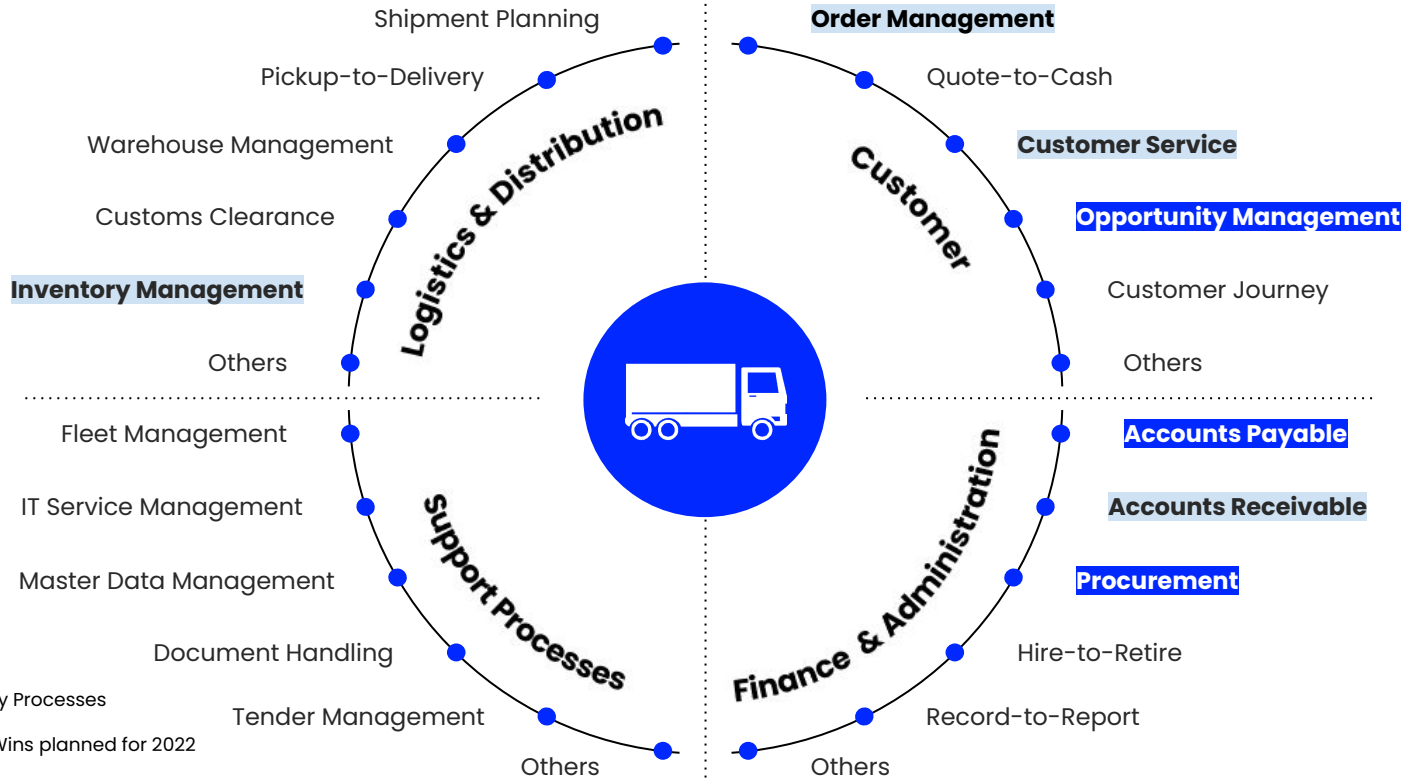 Shipment Planning
Pickup-to-Delivery
Warehouse Management
Customs Clearance
Inventory Management
Others
Logistics & Distribution
Order Management
Quote-to-Cash
Customer Service
Opportunity Management
Customer Journey
Others
Customer
Fleet Management
IT Service Management
Master Data Management
Document Handling
Tender Management
Others
Support Processes
Accounts Payable
Accounts Receivable
Procurement
Hire-to-Retire
Record-to-Report
Others
Finance & Administration
Processes
planned for 2022